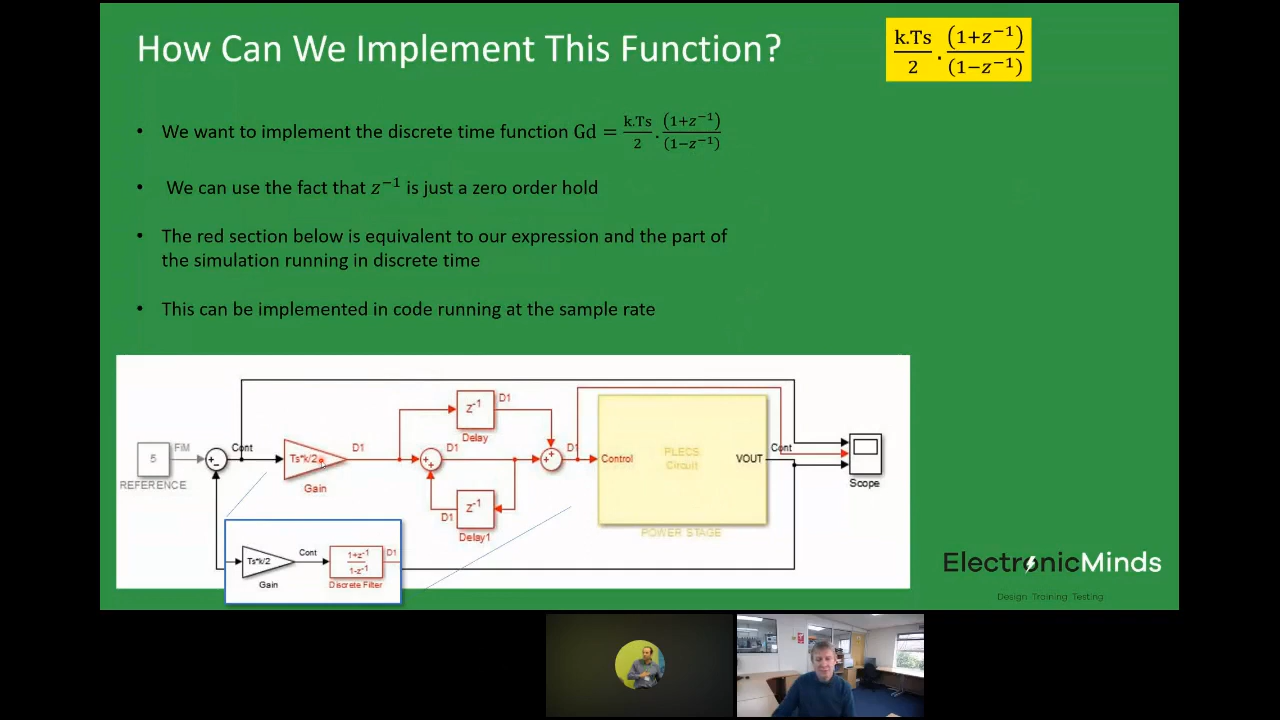 How Can We Implement This Function?
k.Ts/2 . (1+z⁻¹)/(1−z⁻¹)
• We want to implement the discrete time function Gd = k.Ts/2 . (1+z⁻¹)/(1−z⁻¹)
• We can use the fact that z⁻¹ is just a zero order hold
• The red section below is equivalent to our expression and the part of
the simulation running in discrete time
• This can be implemented in code running at the sample rate
Z⁻¹
D1
Delay
FiM
Cont
D1
D1
D1
Cont
5
Ts*k/2
Control
PLECS
Circuit
VOUT
REFERENCE
Gain
Scope
Z⁻¹
D1
Delay1
POWER STAGE
Ts*k/2
Cont
1+z⁻¹
1-z⁻¹
D1
Gain
Discrete Filter
ElectronicMinds
Design Training Testing